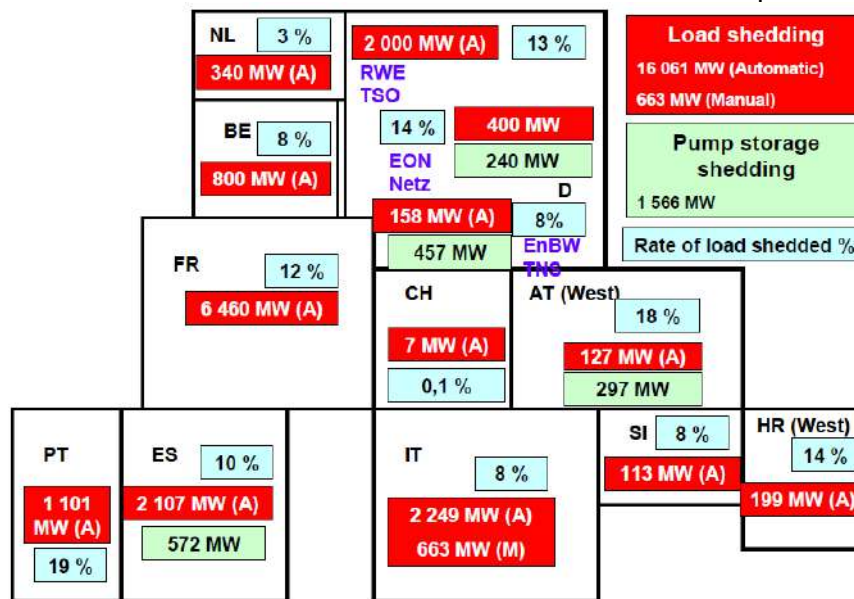 NL
3 %
340 MW (A)
2 000 MW (A)
13 %
RWE
TSO
Load shedding
16 061 MW (Automatic)
663 MW (Manual)
BE
8 %
800 MW (A)
14 %
400 MW
240 MW
EON
Netz
D
158 MW (A)
8%
457 MW
EnBW
TNS
Pump storage
shedding
1 566 MW
Rate of load shedded %
FR
12 %
6 460 MW (A)
CH
7 MW (A)
0,1 %
AT (West)
18 %
127 MW (A)
297 MW
PT
1 101
MW (A)
19 %
ES
10 %
2 107 MW (A)
572 MW
IT
8 %
2 249 MW (A)
663 MW (M)
SI
8 %
113 MW (A)
HR (West)
14 %
199 MW (A)